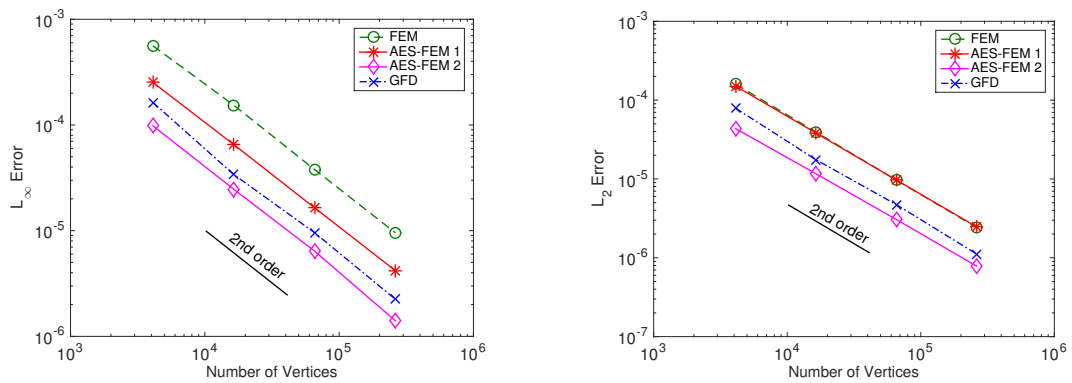 10^-3
10^-4
10^-5
10^-6
L∞ Error
FEM
AES-FEM 1
AES-FEM 2
GFD
2nd order
10^3
10^4
10^5
10^6
Number of Vertices
10^-3
10^-4
10^-5
10^-6
10^-7
L2 Error
FEM
AES-FEM 1
AES-FEM 2
GFD
2nd order
10^3
10^4
10^5
10^6
Number of Vertices